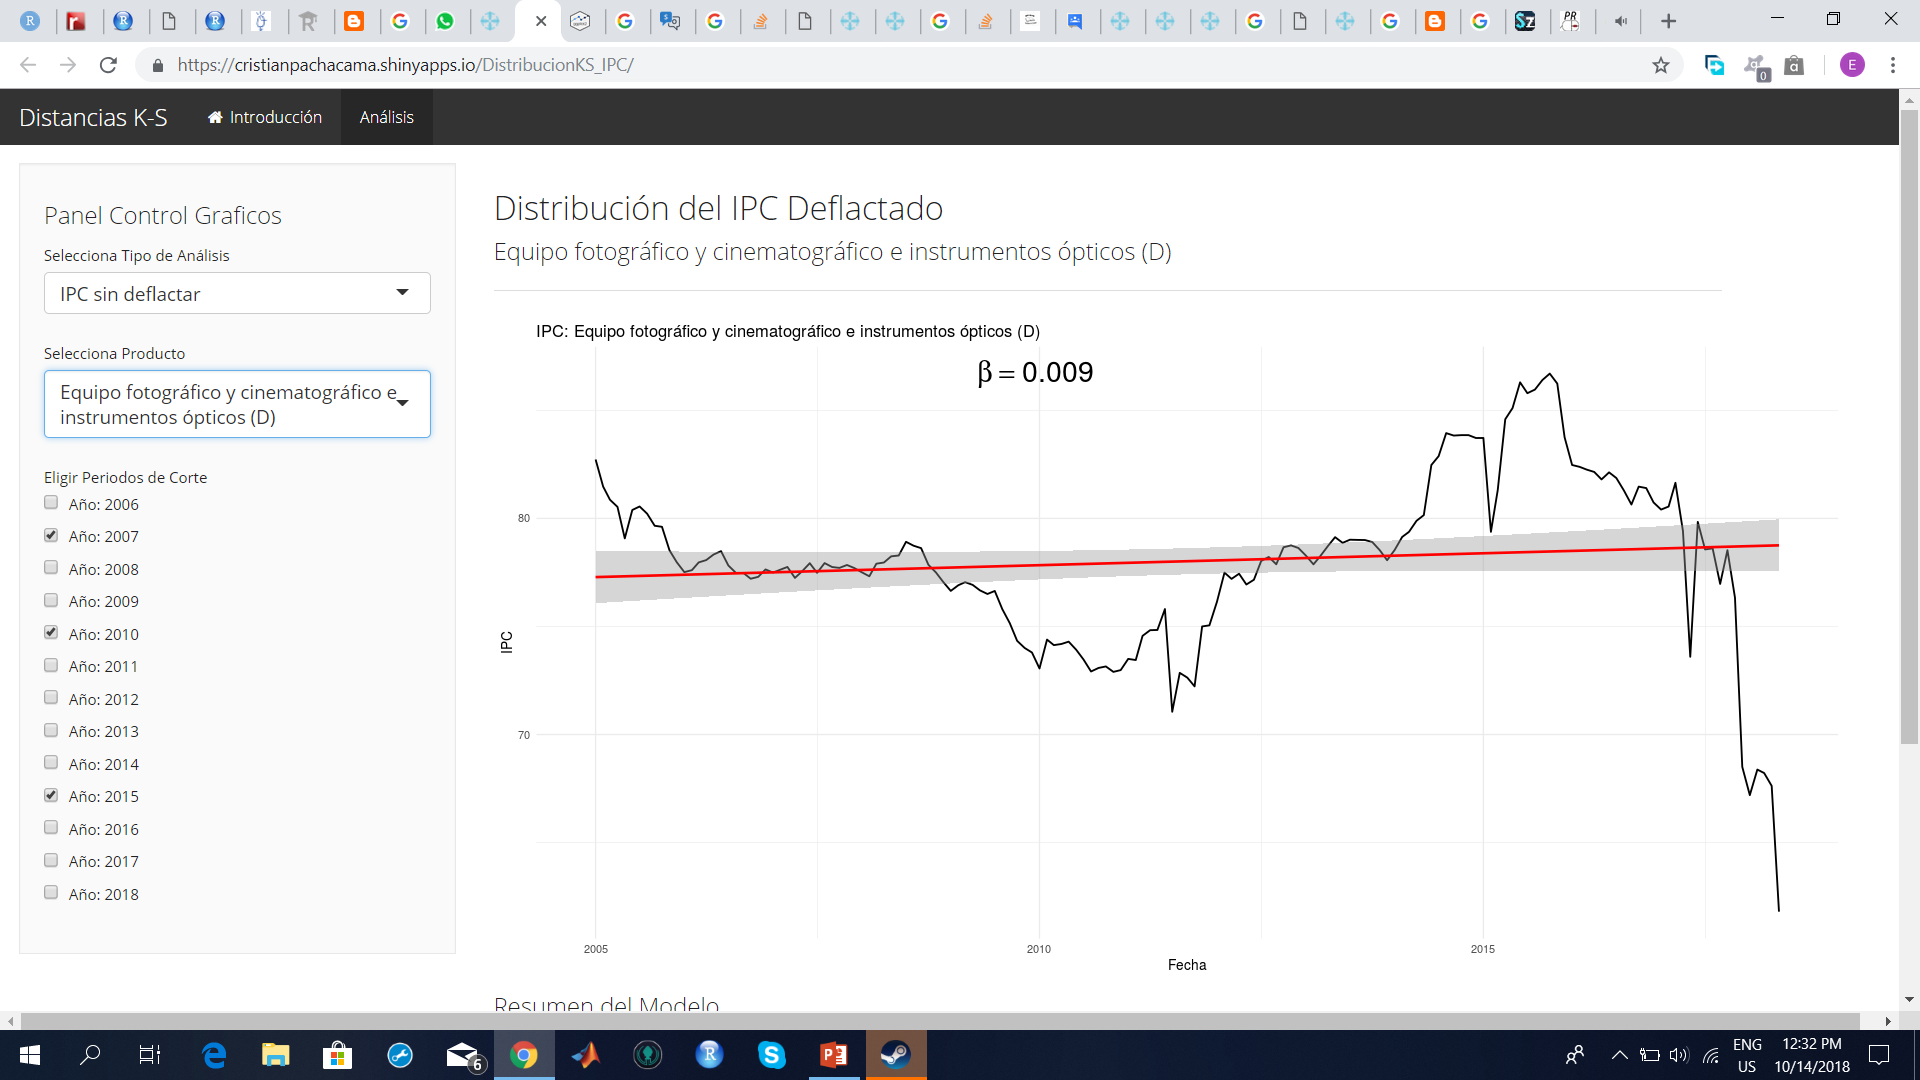 https://cristianpachacama.shinyapps.io/DistribucionKS_IPC/
0
E
Distancias K-S
Introducción
Análisis
Panel Control Graficos
Selecciona Tipo de Análisis
IPC sin deflactar
Selecciona Producto
Equipo fotográfico y cinematográfico e
instrumentos ópticos (D)
Eligir Periodos de Corte
Año: 2006
Año: 2007
Año: 2008
Año: 2009
Año: 2010
Año: 2011
Año: 2012
Año: 2013
Año: 2014
Año: 2015
Año: 2016
Año: 2017
Año: 2018
Distribución del IPC Deflactado
Equipo fotográfico y cinematográfico e instrumentos ópticos (D)
IPC: Equipo fotográfico y cinematográfico e instrumentos ópticos (D)
β = 0.009
80
70
IPC
2005
2010
2015
Fecha
Resumen del Modelo
6
ENG
US
12:32 PM
10/14/2018